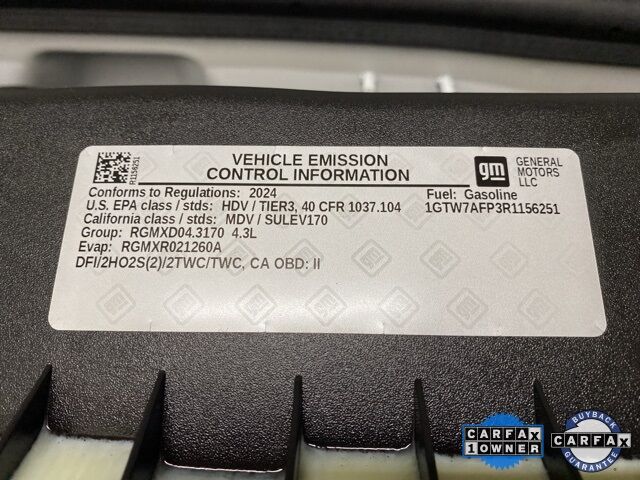 R1156251
VEHICLE EMISSION
CONTROL INFORMATION
gm
GENERAL
MOTORS
LLC
Conforms to Regulations: 2024
Fuel: Gasoline
U.S. EPA class / stds: HDV / TIER3, 40 CFR 1037.104
1GTW7AFP3R1156251
California class / stds: MDV / SULEV170
Group: RGMXD04.3170 4.3L
Evap: RGMXR021260A
DFI/2HO2S(2)/2TWC/TWC, CA OBD: II
CARFAX
1 OWNER
BUYBACK
CARFAX
GUARANTEE